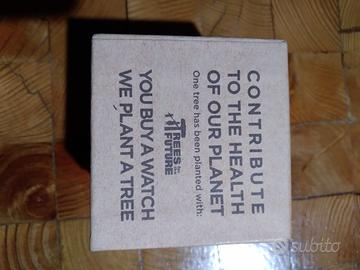 CONTRIBUTE
TO THE HEALTH
OF OUR PLANET
One tree has been planted with:
TREES
FOR THE
FUTURE
YOU BUY A WATCH
WE PLANT A TREE
subito